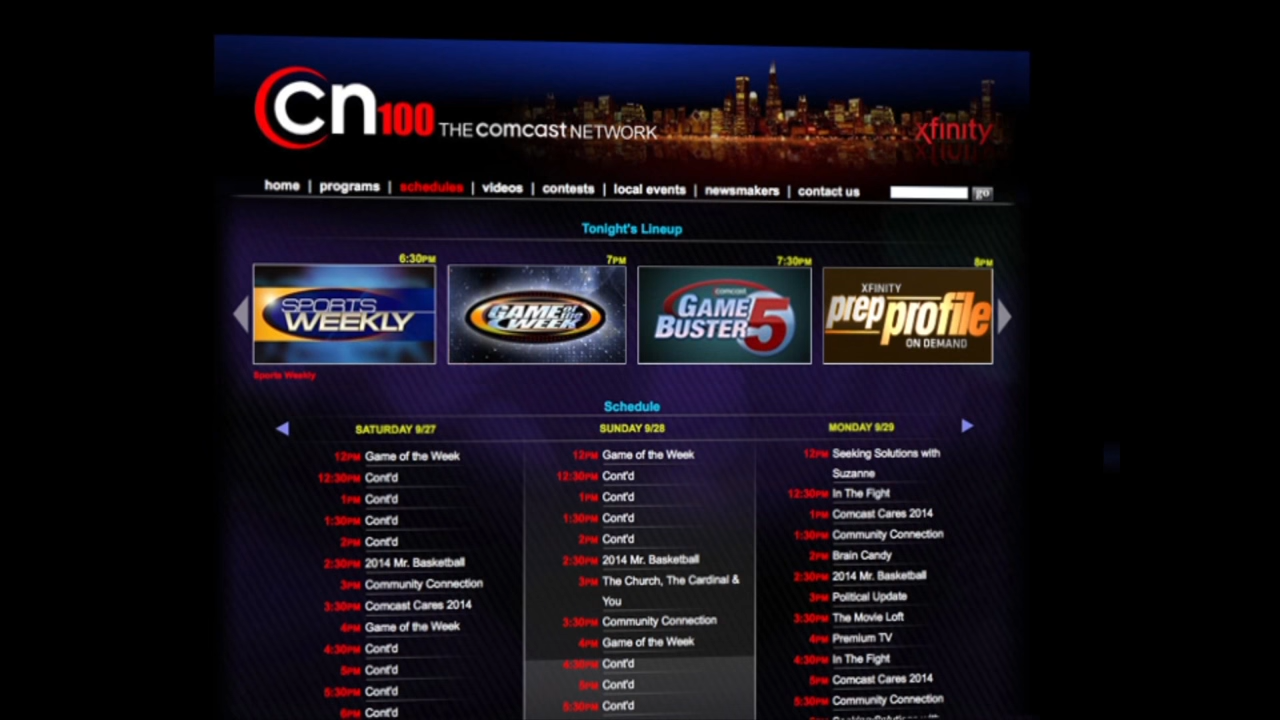 cn100 THE comcast NETWORK
xfinity
home | programs | schedules | videos | contests | local events | newsmakers | contact us
go
Tonight's Lineup
6:30PM
7PM
7:30PM
8PM
SPORTS
WEEKLY
GAME OF the
WEEK
comcast
GAME
BUSTER 5
XFINITY
prep profile
ON DEMAND
Sports Weekly
Schedule
SATURDAY 9/27
12PM Game of the Week
12:30PM Cont'd
1PM Cont'd
1:30PM Cont'd
2PM Cont'd
2:30PM 2014 Mr. Basketball
3PM Community Connection
3:30PM Comcast Cares 2014
4PM Game of the Week
4:30PM Cont'd
5PM Cont'd
5:30PM Cont'd
6PM Cont'd
SUNDAY 9/28
12PM Game of the Week
12:30PM Cont'd
1PM Cont'd
1:30PM Cont'd
2PM Cont'd
2:30PM 2014 Mr. Basketball
3PM The Church, The Cardinal &
You
3:30PM Community Connection
4PM Game of the Week
4:30PM Cont'd
5PM Cont'd
5:30PM Cont'd
MONDAY 9/29
12PM Seeking Solutions with
Suzanne
12:30PM In The Fight
1PM Comcast Cares 2014
1:30PM Community Connection
2PM Brain Candy
2:30PM 2014 Mr. Basketball
3PM Political Update
3:30PM The Movie Loft
4PM Premium TV
4:30PM In The Fight
5PM Comcast Cares 2014
5:30PM Community Connection
Seeking Solutions with